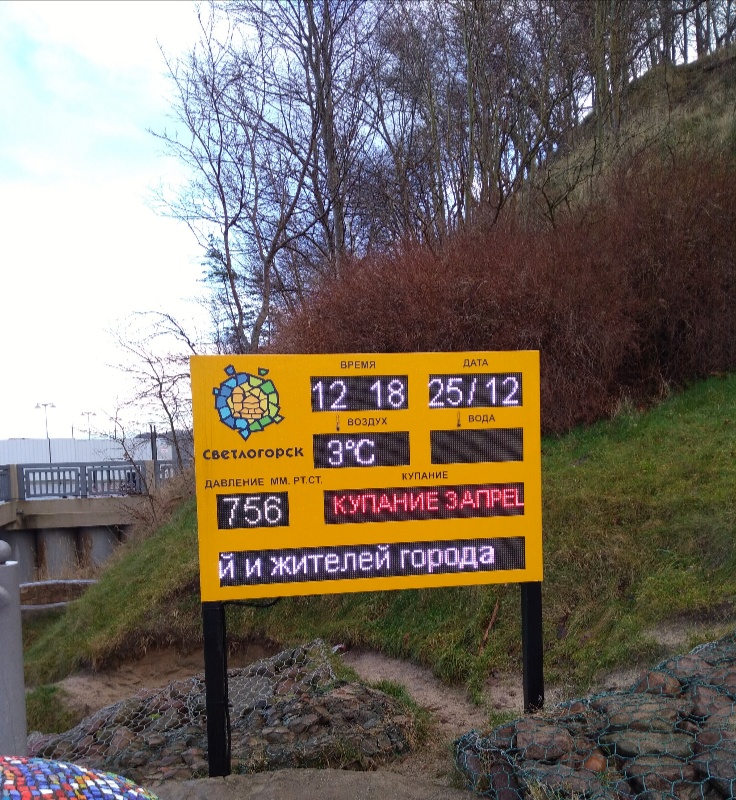 ВРЕМЯ ДАТА
12 18 25/12
ВОЗДУХ ВОДА
3°C
СВЕТЛОГОРСК
ДАВЛЕНИЕ ММ. РТ.СТ. КУПАНИЕ
756 КУПАНИЕ ЗАПРЕЦ
й и жителей города